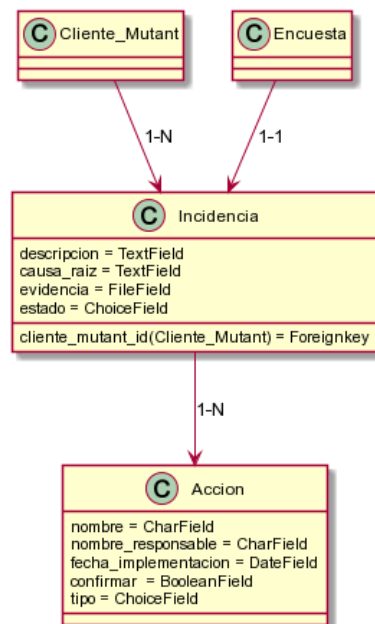 C Cliente_Mutant
C Encuesta
1-N
1-1
C Incidencia
descripcion = TextField
causa_raiz = TextField
evidencia = FileField
estado = ChoiceField
cliente_mutant_id(Cliente_Mutant) = Foreignkey
1-N
C Accion
nombre = CharField
nombre_responsable = CharField
fecha_implementacion = DateField
confirmar = BooleanField
tipo = ChoiceField